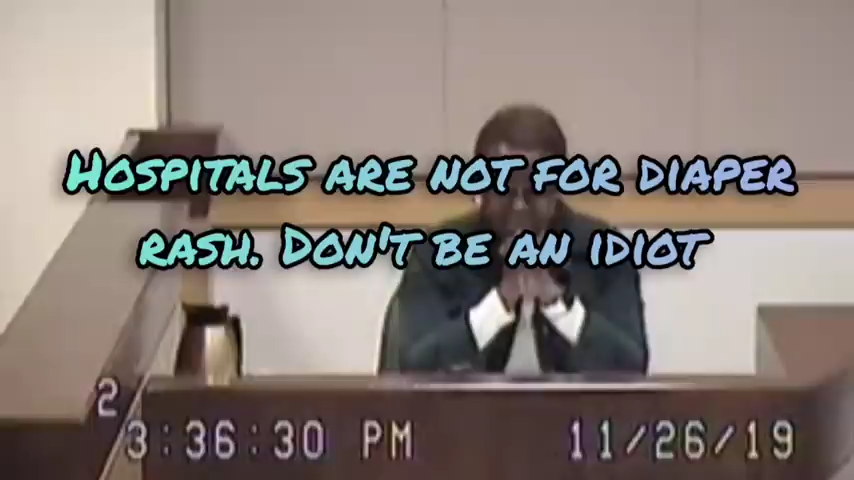 HOSPITALS ARE NOT FOR DIAPER
RASH. DON'T BE AN IDIOT
2
3:36:30 PM 11/26/19